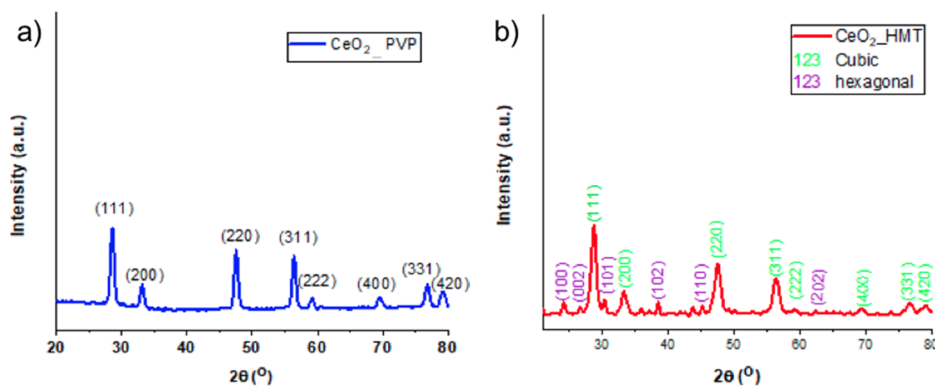 a)
CeO₂_ PVP
Intensity (a.u.)
(111)
(200)
(220)
(311)
(222)
(400)
(331)
(420)
20 30 40 50 60 70 80
2θ (⁰)
b)
CeO₂_HMT
123 Cubic
123 hexagonal
Intensity (a.u.)
(100)
(002)
(111)
(101)
(200)
(102)
(110)
(220)
(311)
(222)
(202)
(400)
(331)
(420)
30 40 50 60 70 80
2θ (⁰)